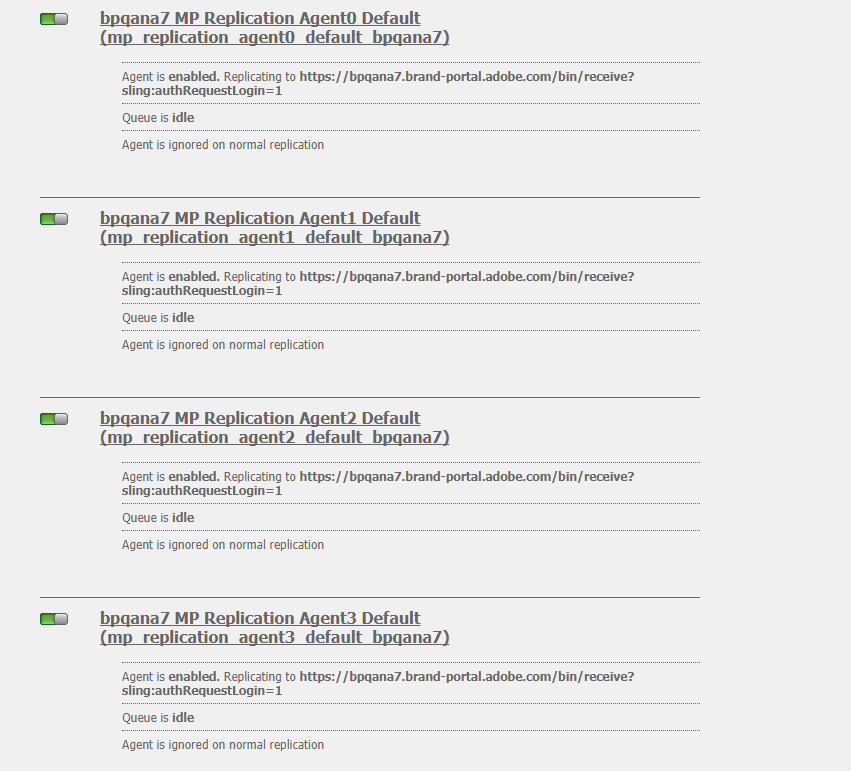 bpqana7 MP Replication Agent0 Default
(mp_replication_agent0_default_bpqana7)
Agent is enabled. Replicating to https://bpqana7.brand-portal.adobe.com/bin/receive?
sling:authRequestLogin=1
Queue is idle
Agent is ignored on normal replication
bpqana7 MP Replication Agent1 Default
(mp_replication_agent1_default_bpqana7)
Agent is enabled. Replicating to https://bpqana7.brand-portal.adobe.com/bin/receive?
sling:authRequestLogin=1
Queue is idle
Agent is ignored on normal replication
bpqana7 MP Replication Agent2 Default
(mp_replication_agent2_default_bpqana7)
Agent is enabled. Replicating to https://bpqana7.brand-portal.adobe.com/bin/receive?
sling:authRequestLogin=1
Queue is idle
Agent is ignored on normal replication
bpqana7 MP Replication Agent3 Default
(mp_replication_agent3_default_bpqana7)
Agent is enabled. Replicating to https://bpqana7.brand-portal.adobe.com/bin/receive?
sling:authRequestLogin=1
Queue is idle
Agent is ignored on normal replication